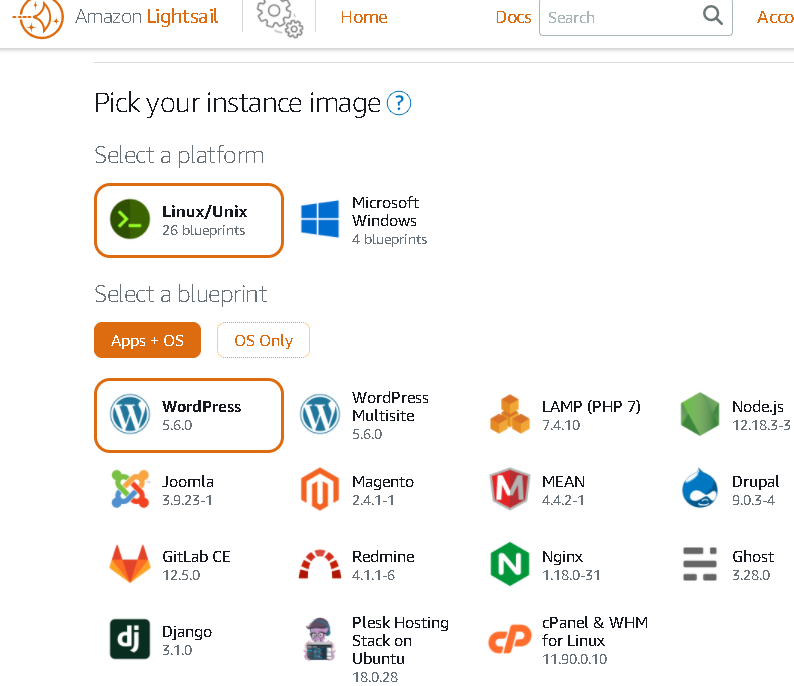 Amazon Lightsail Home Docs Search Acco
Pick your instance image ?
Select a platform
Linux/Unix
26 blueprints
Microsoft
Windows
4 blueprints
Select a blueprint
Apps + OS OS Only
WordPress
5.6.0
WordPress
Multisite
5.6.0
LAMP (PHP 7)
7.4.10
Node.js
12.18.3-3
Joomla
3.9.23-1
Magento
2.4.1-1
MEAN
4.4.2-1
Drupal
9.0.3-4
GitLab CE
12.5.0
Redmine
4.1.1-6
Nginx
1.18.0-31
Ghost
3.28.0
dj
Django
3.1.0
Plesk Hosting
Stack on
Ubuntu
18.0.28
cP
cPanel & WHM
for Linux
11.90.0.10